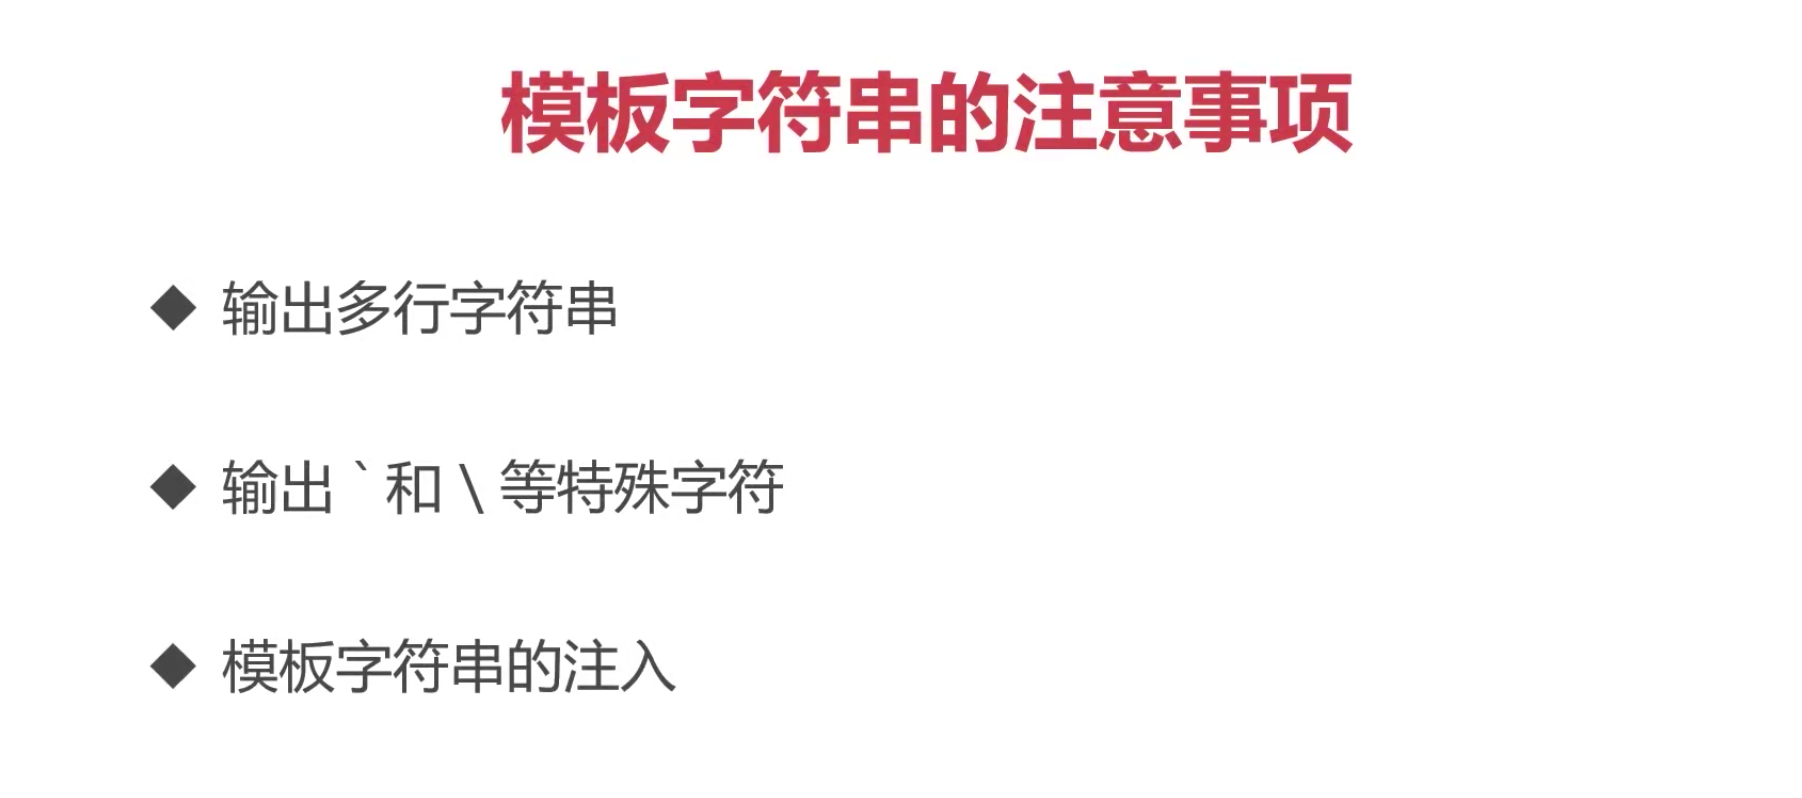 模板字符串的注意事项
◆ 输出多行字符串
◆ 输出 ` 和 \ 等特殊字符
◆ 模板字符串的注入